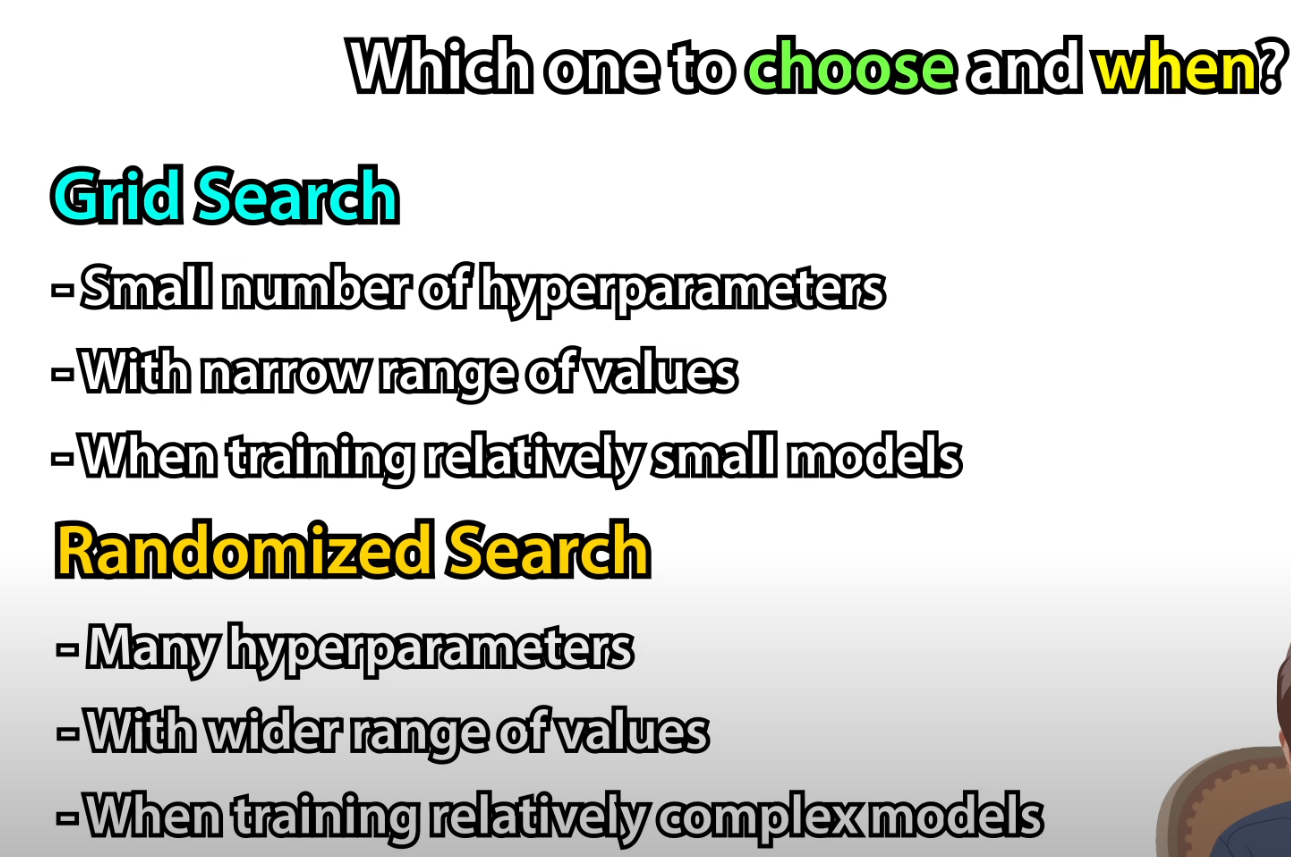 Which one to choose and when?
Grid Search
- Small number of hyperparameters
- With narrow range of values
- When training relatively small models
Randomized Search
- Many hyperparameters
- With wider range of values
- When training relatively complex models